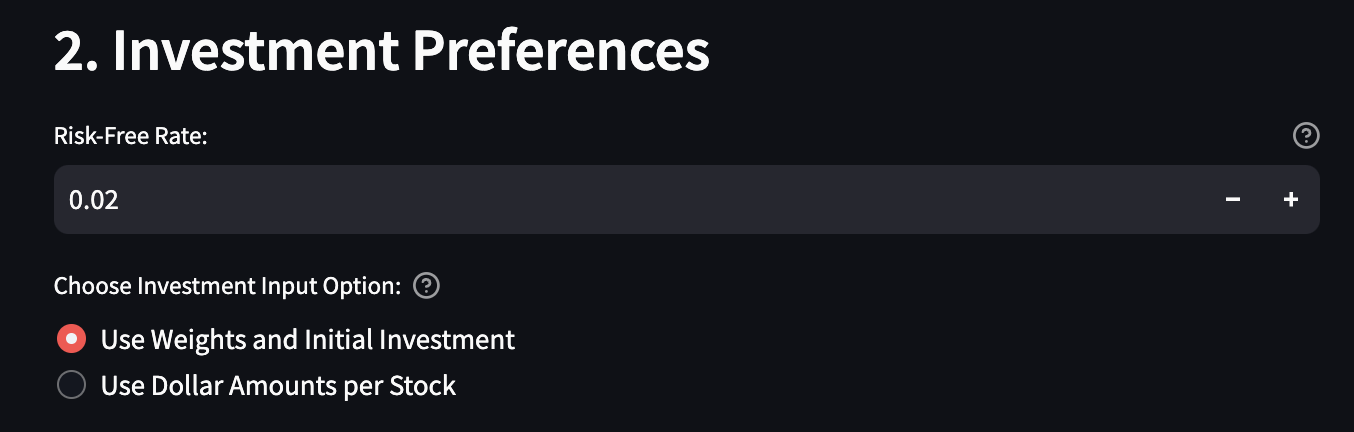 2. Investment Preferences
Risk-Free Rate:
0.02
Choose Investment Input Option:
Use Weights and Initial Investment
Use Dollar Amounts per Stock